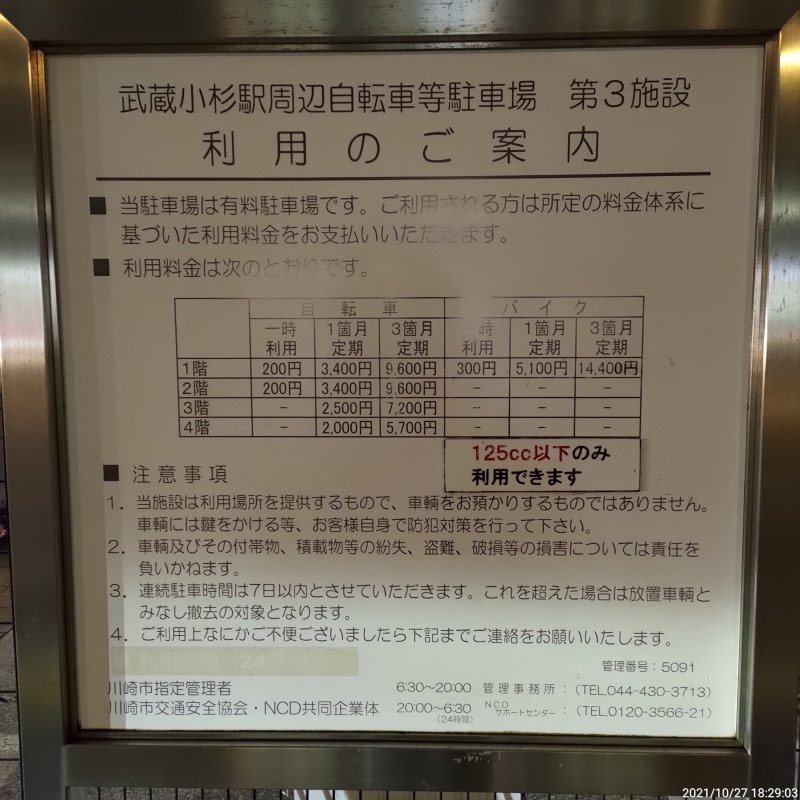 武蔵小杉駅周辺自転車等駐車場 第3施設
利用のご案内
■ 当駐車場は有料駐車場です。ご利用される方は所定の料金体系に
基づいた利用料金をお支払いいただきます。
■ 利用料金は次のとおりです。
自転車 バイク
一時利用 1箇月定期 3箇月定期 一時利用 1箇月定期 3箇月定期
1階 200円 3,400円 9,600円 300円 5,100円 14,400円
2階 200円 3,400円 9,600円 - - -
3階 - 2,500円 7,200円 - - -
4階 - 2,000円 5,700円 - - -
125cc以下のみ
利用できます
■ 注意事項
1. 当施設は利用場所を提供するもので、車輌をお預かりするものではありません。
車輌には鍵をかける等、お客様自身で防犯対策を行って下さい。
2. 車輌及びその付帯物、積載物等の紛失、盗難、破損等の損害については責任を
負いかねます。
3. 連続駐車時間は7日以内とさせていただきます。これを超えた場合は放置車輌と
みなし撤去の対象となります。
4. ご利用上なにかご不便ございましたら下記までご連絡をお願いいたします。
■ 利用時間:24時間
管理番号:5091
川崎市指定管理者 6:30～20:00 管理事務所:(TEL044-430-3713)
川崎市交通安全協会・NCD共同企業体 20:00～6:30 NCDサポートセンター:(TEL0120-3566-21)
(24時間)
2021/10/27 18:29:03